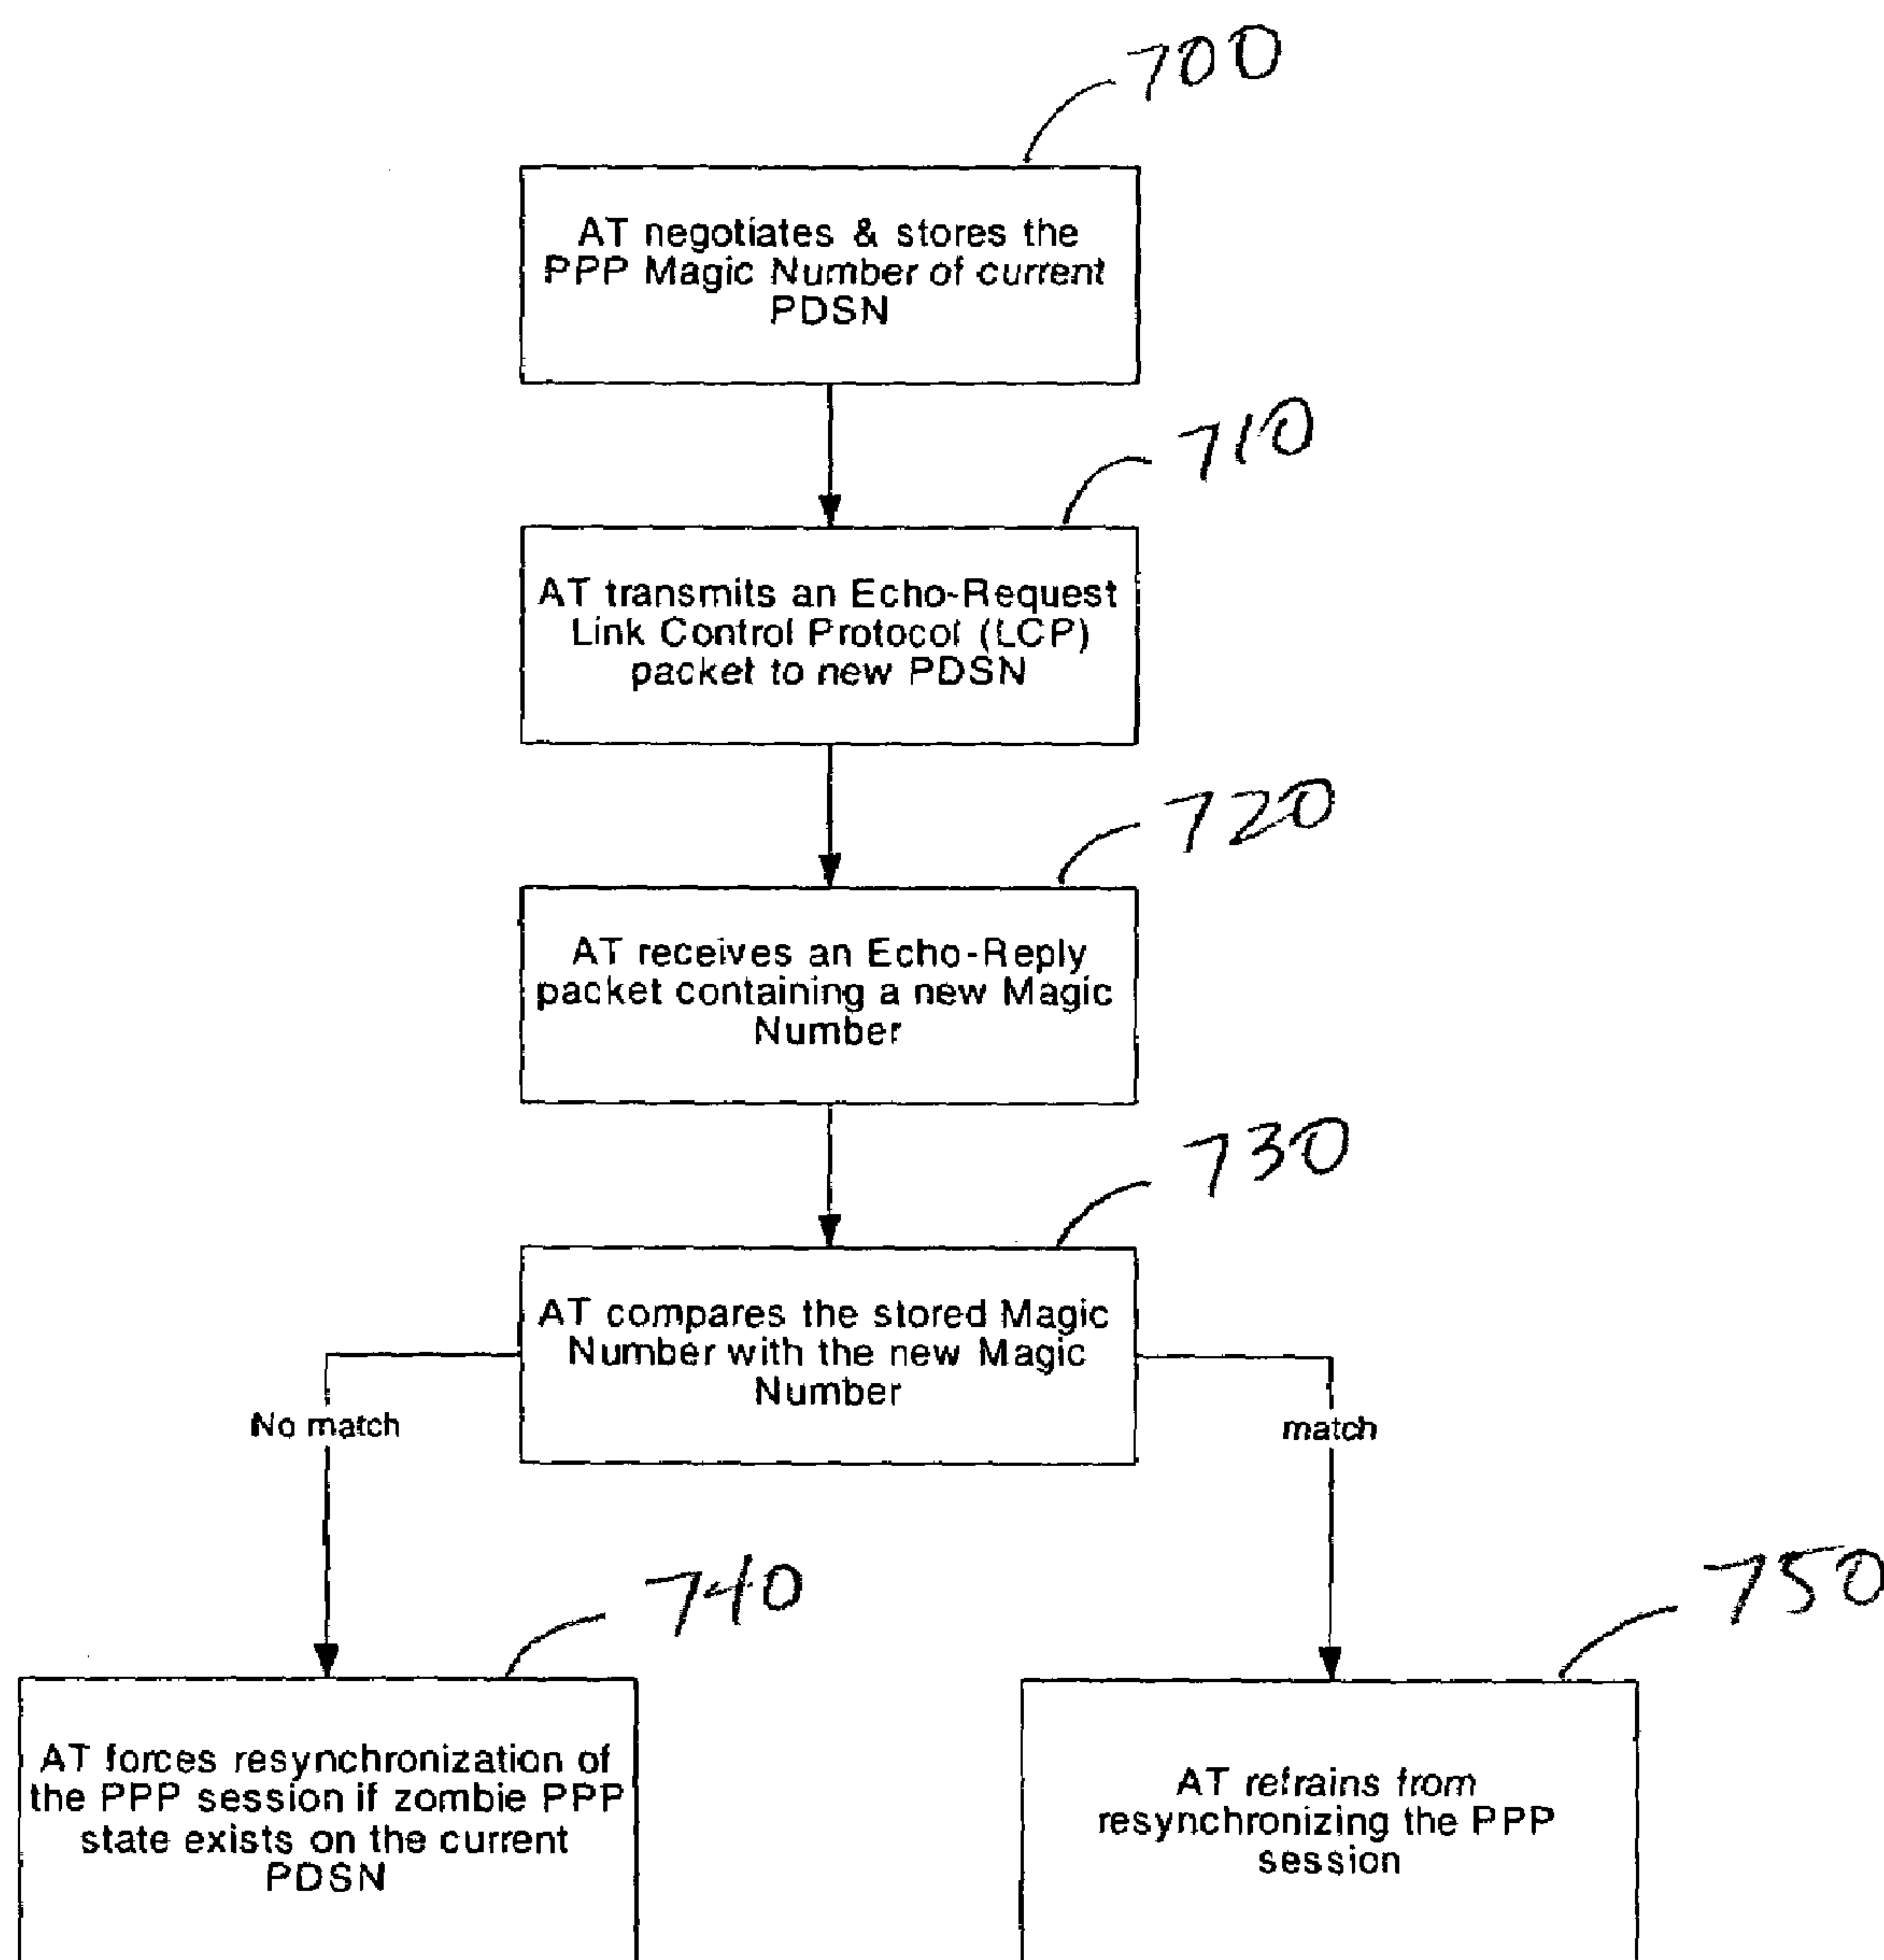 700
AT negotiates & stores the
PPP Magic Number of current
PDSN
710
AT transmits an Echo-Request
Link Control Protocol (LCP)
packet to new PDSN
720
AT receives an Echo-Reply
packet containing a new Magic
Number
730
AT compares the stored Magic
Number with the new Magic
Number
No match
match
740
750
AT forces resynchronization of
the PPP session if zombie PPP
state exists on the current
PDSN
AT refrains from
resynchronizing the PPP
session